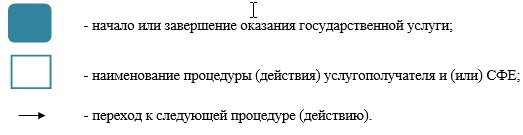 - начало или завершение оказания государственной услуги;
- наименование процедуры (действия) услугополучателя и (или) СФЕ;
- переход к следующей процедуре (действию).